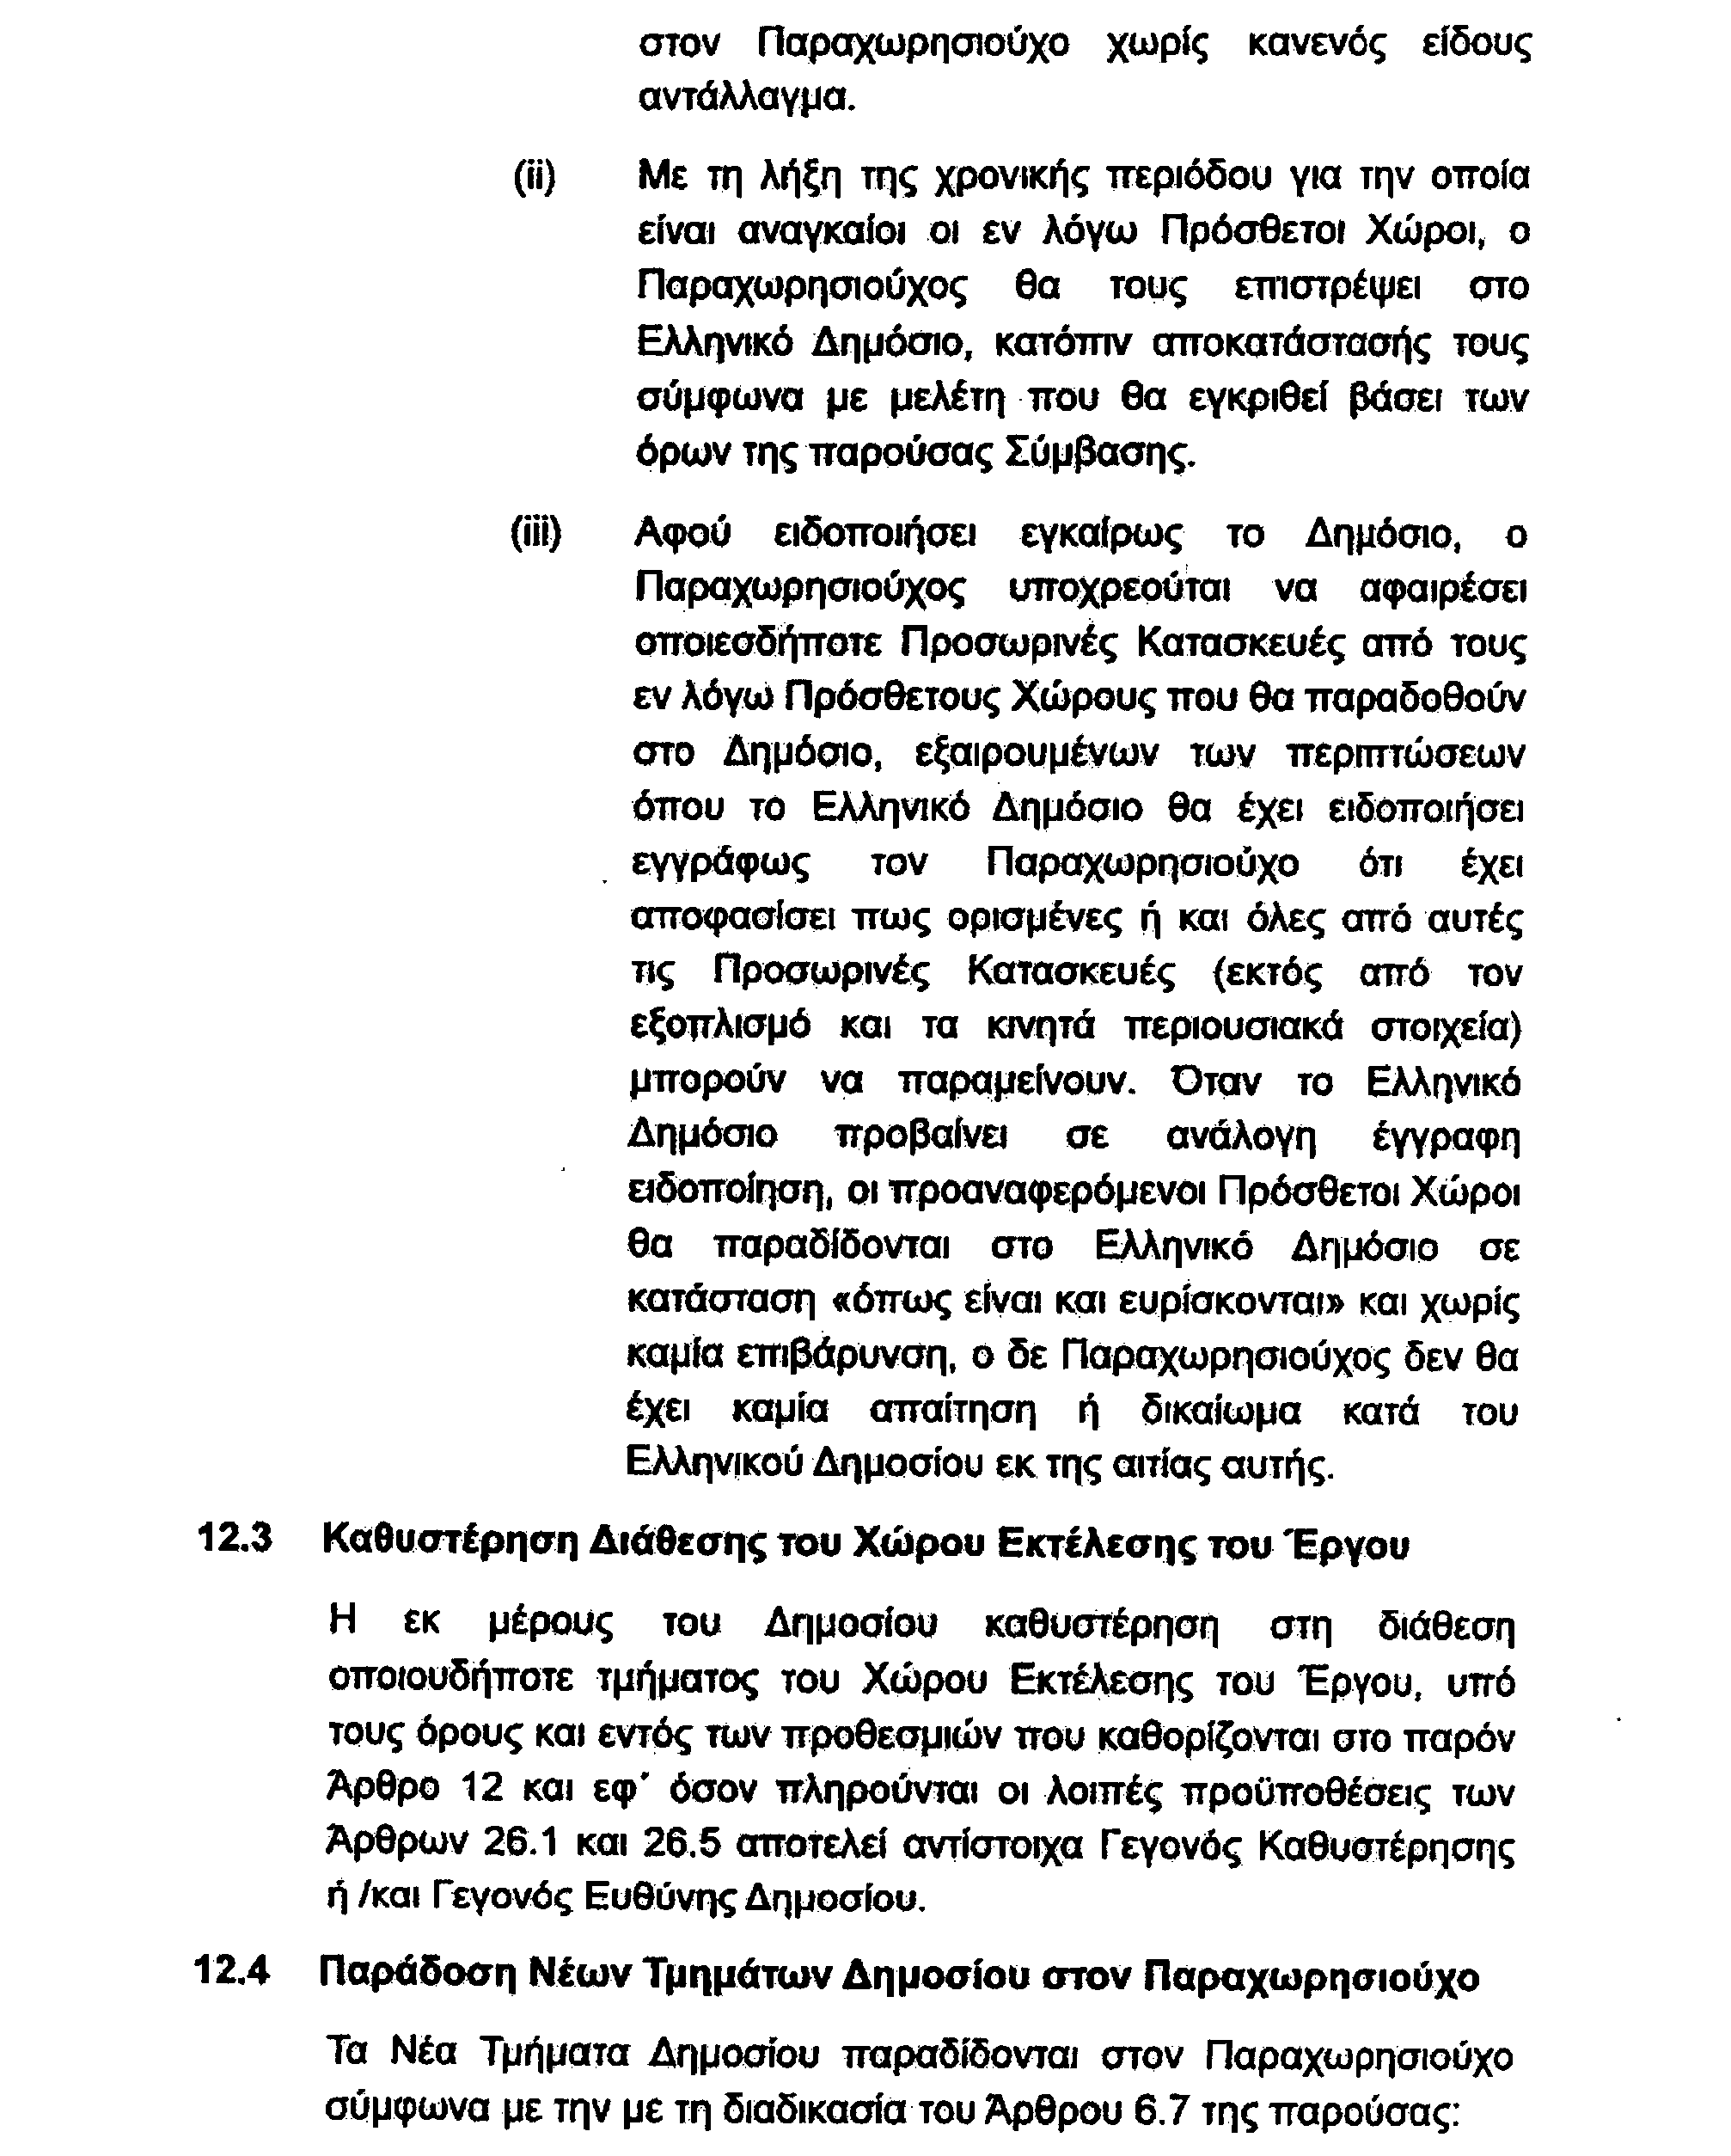 στον Παραχωρησιούχο χωρίς κανενός είδους
αντάλλαγμα.
(ii) Με τη λήξη της χρονικής περιόδου για την οποία
είναι αναγκαίοι οι εν λόγω Πρόσθετοι Χώροι, ο
Παραχωρησιούχος θα τους επιστρέψει στο
Ελληνικό Δημόσιο, κατόπιν αποκατάστασής τους
σύμφωνα με μελέτη που θα εγκριθεί βάσει των
όρων της παρούσας Σύμβασης.
(iii) Αφού ειδοποιήσει εγκαίρως το Δημόσιο, ο
Παραχωρησιούχος υποχρεούται να αφαιρέσει
οποιεσδήποτε Προσωρινές Κατασκευές από τους
εν λόγω Πρόσθετους Χώρους που θα παραδοθούν
στο Δημόσιο, εξαιρουμένων των περιπτώσεων
όπου το Ελληνικό Δημόσιο θα έχει ειδοποιήσει
εγγράφως τον Παραχωρησιούχο ότι έχει
αποφασίσει πως ορισμένες ή και όλες από αυτές
τις Προσωρινές Κατασκευές (εκτός από τον
εξοπλισμό και τα κινητά περιουσιακά στοιχεία)
μπορούν να παραμείνουν. Όταν το Ελληνικό
Δημόσιο προβαίνει σε ανάλογη έγγραφη
ειδοποίηση, οι προαναφερόμενοι Πρόσθετοι Χώροι
θα παραδίδονται στο Ελληνικό Δημόσιο σε
κατάσταση «όπως είναι και ευρίσκονται» και χωρίς
καμία επιβάρυνση, ο δε Παραχωρησιούχος δεν θα
έχει καμία απαίτηση ή δικαίωμα κατά του
Ελληνικού Δημοσίου εκ της αιτίας αυτής.
12.3 Καθυστέρηση Διάθεσης του Χώρου Εκτέλεσης του Έργου
Η εκ μέρους του Δημοσίου καθυστέρηση στη διάθεση
οποιουδήποτε τμήματος του Χώρου Εκτέλεσης του Έργου, υπό
τους όρους και εντός των προθεσμιών που καθορίζονται στο παρόν
Άρθρο 12 και εφ' όσον πληρούνται οι λοιπές προϋποθέσεις των
Άρθρων 26.1 και 26.5 αποτελεί αντίστοιχα Γεγονός Καθυστέρησης
ή /και Γεγονός Ευθύνης Δημοσίου.
12.4 Παράδοση Νέων Τμημάτων Δημοσίου στον Παραχωρησιούχο
Τα Νέα Τμήματα Δημοσίου παραδίδονται στον Παραχωρησιούχο
σύμφωνα με την με τη διαδικασία του Άρθρου 6.7 της παρούσας: